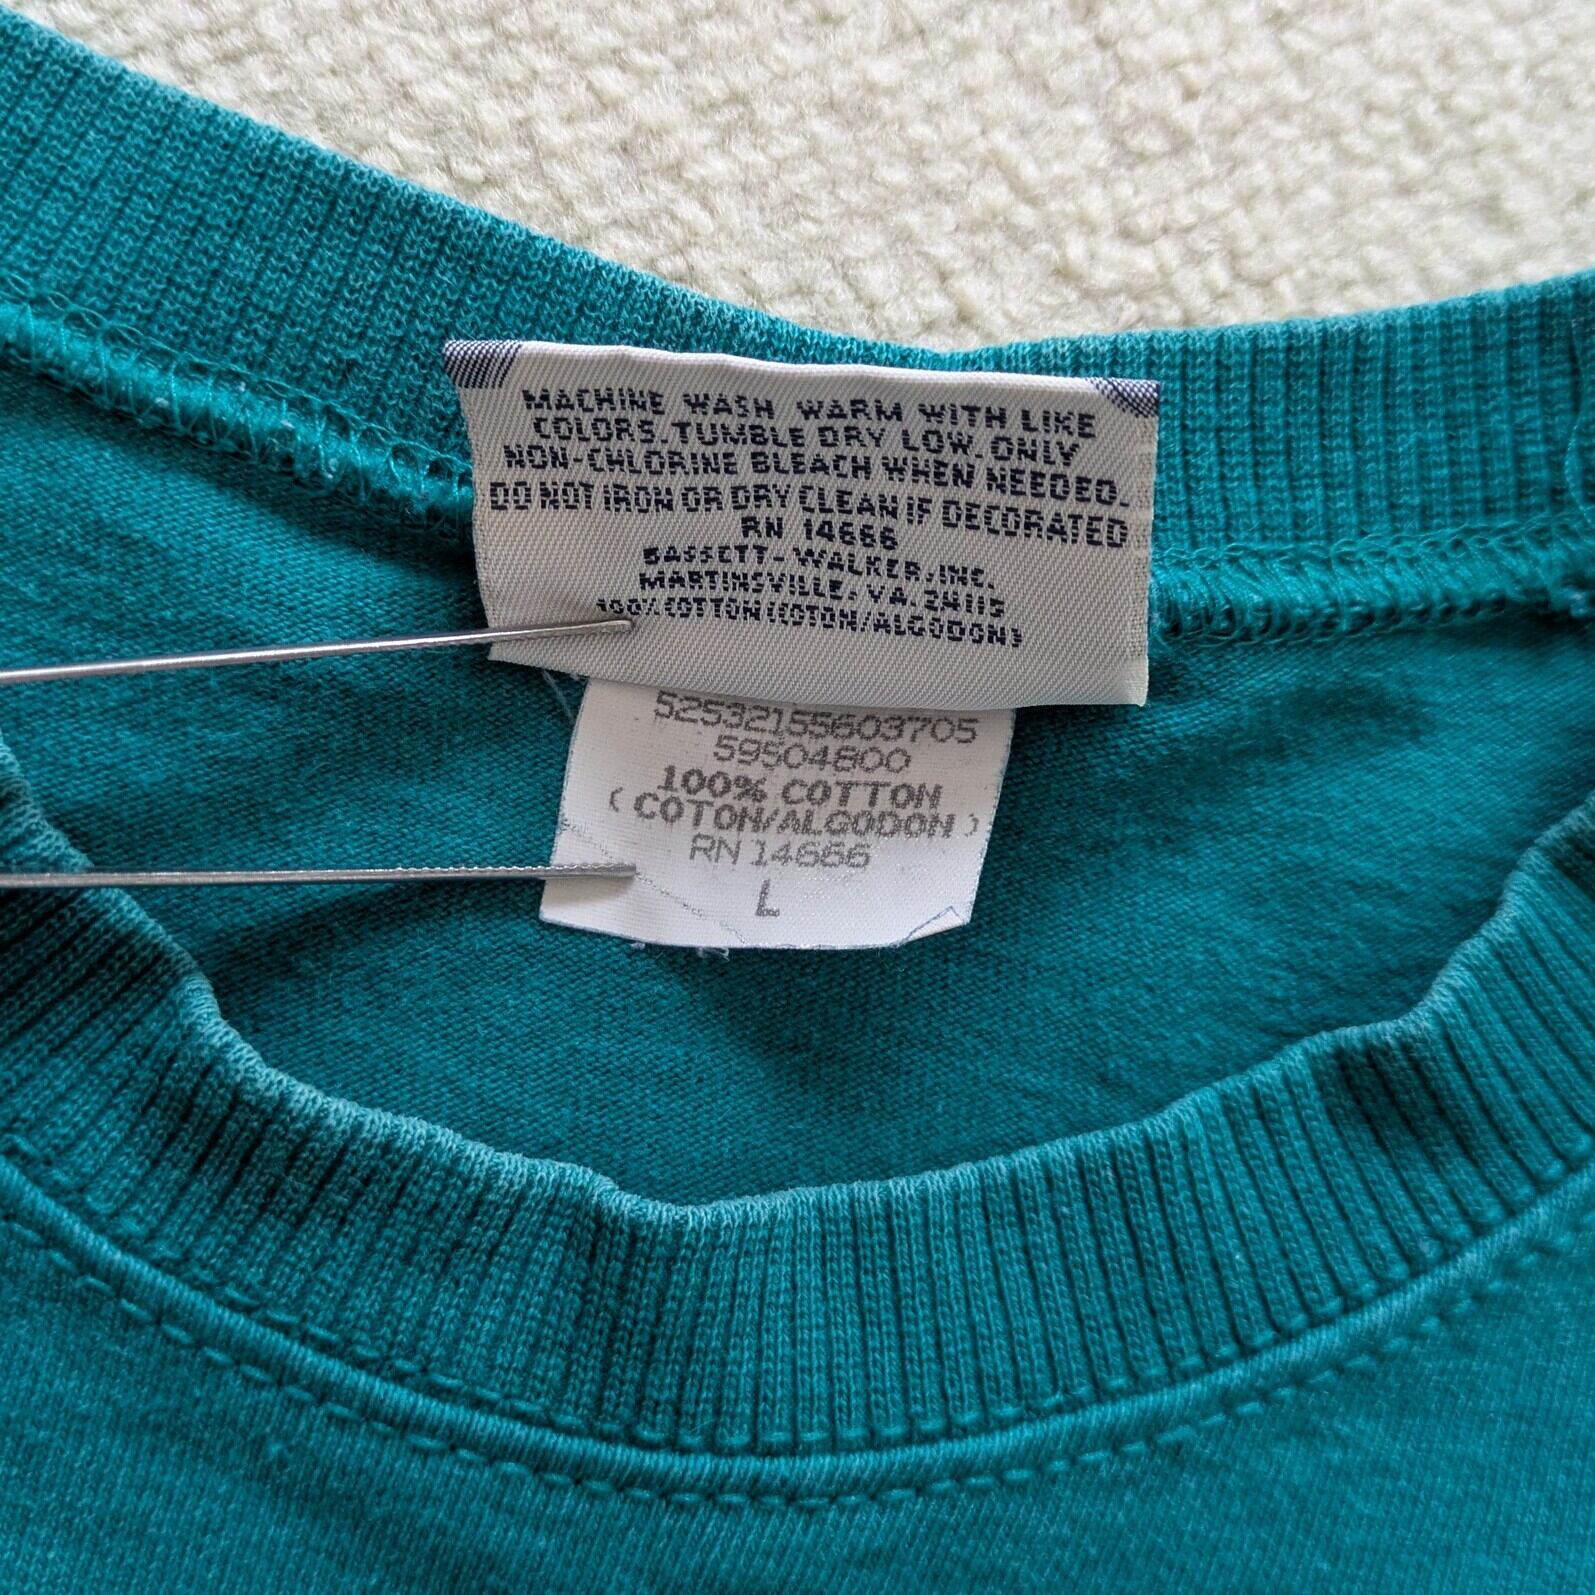 MACHINE WASH WARM WITH LIKE
COLORS. TUMBLE DRY LOW. ONLY
NON-CHLORINE BLEACH WHEN NEEDED.
DO NOT IRON OR DRY CLEAN IF DECORATED
RN 14666
BASSETT-WALKER, INC.
MARTINSVILLE, VA. 24115
100% COTTON (COTON/ALGODON)
52532155603705
59504800
100% COTTON
(COTON/ALGODON)
RN 14666
L